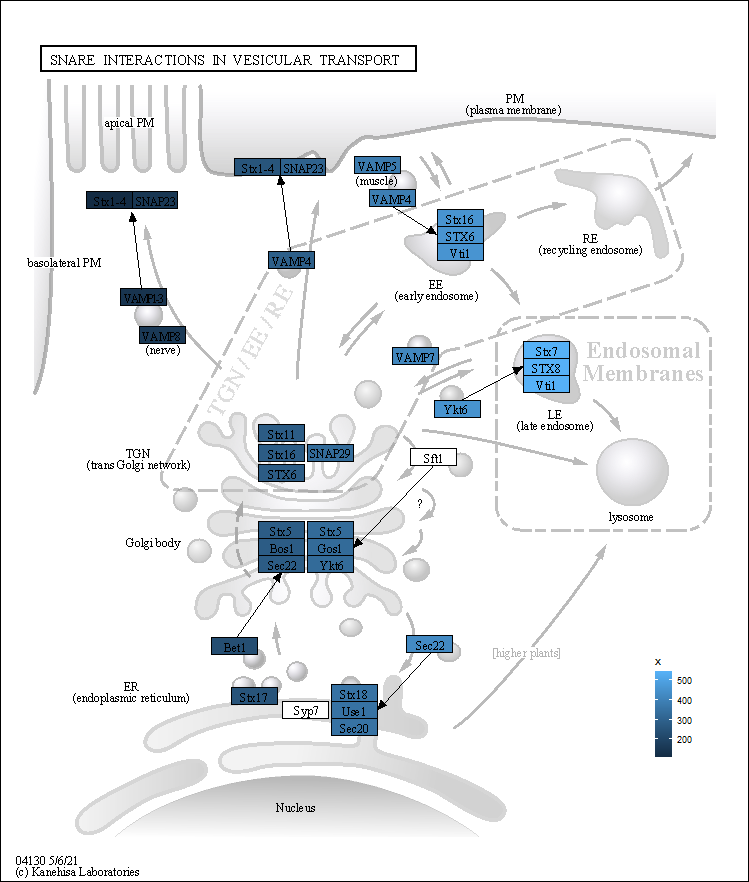 SNARE INTERACTIONS IN VESICULAR TRANSPORT
PM
(plasma membrane)
apical PM
Stx1-4 SNAP23
VAMP5
(muscle)
VAMP4
Stx1-4 SNAP23
Stx16
STX6
Vti1
RE
(recycling endosome)
basolateral PM
VAMP4
EE
(early endosome)
VAMP1-3
VAMP8
(nerve)
TGN / EE / RE
VAMP7
Stx7
STX8
Vti1
Endosomal
Membranes
Ykt6
LE
(late endosome)
Stx11
Stx16 SNAP29
STX6
TGN
(trans Golgi network)
Sft1
lysosome
?
Golgi body
Stx5 Stx5
Bos1 Gos1
Sec22 Ykt6
Bet1
Sec22
[higher plants]
ER
(endoplasmic reticulum)
Stx17
Syp7
Stx18
Use1
Sec20
x
500
400
300
200
Nucleus
04130 5/6/21
(c) Kanehisa Laboratories